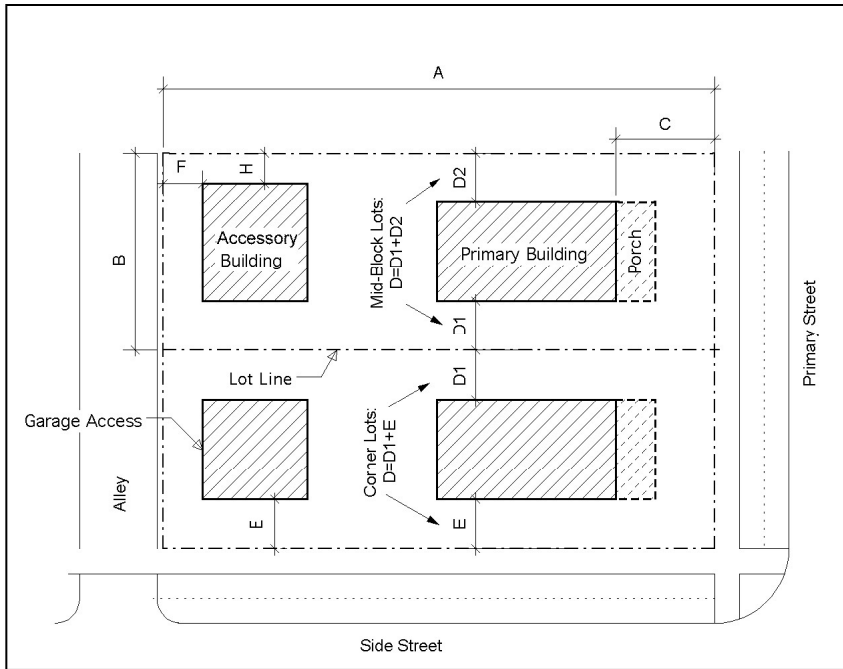 A
C
F
H
D2
Mid-Block Lots:
D=D1+D2
Accessory
Building
Primary Building
Porch
B
D1
Primary Street
Lot Line
D1
Garage Access
Corner Lots:
D=D1+E
Alley
E
E
Side Street